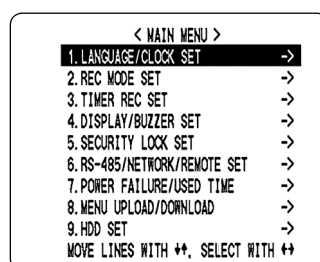 < MAIN MENU >
1. LANGUAGE/CLOCK SET ->
2. REC MODE SET ->
3. TIMER REC SET ->
4. DISPLAY/BUZZER SET ->
5. SECURITY LOCK SET ->
6. RS-485/NETWORK/REMOTE SET ->
7. POWER FAILURE/USED TIME ->
8. MENU UPLOAD/DOWNLOAD ->
9. HDD SET ->
MOVE LINES WITH ↓↑, SELECT WITH ←→